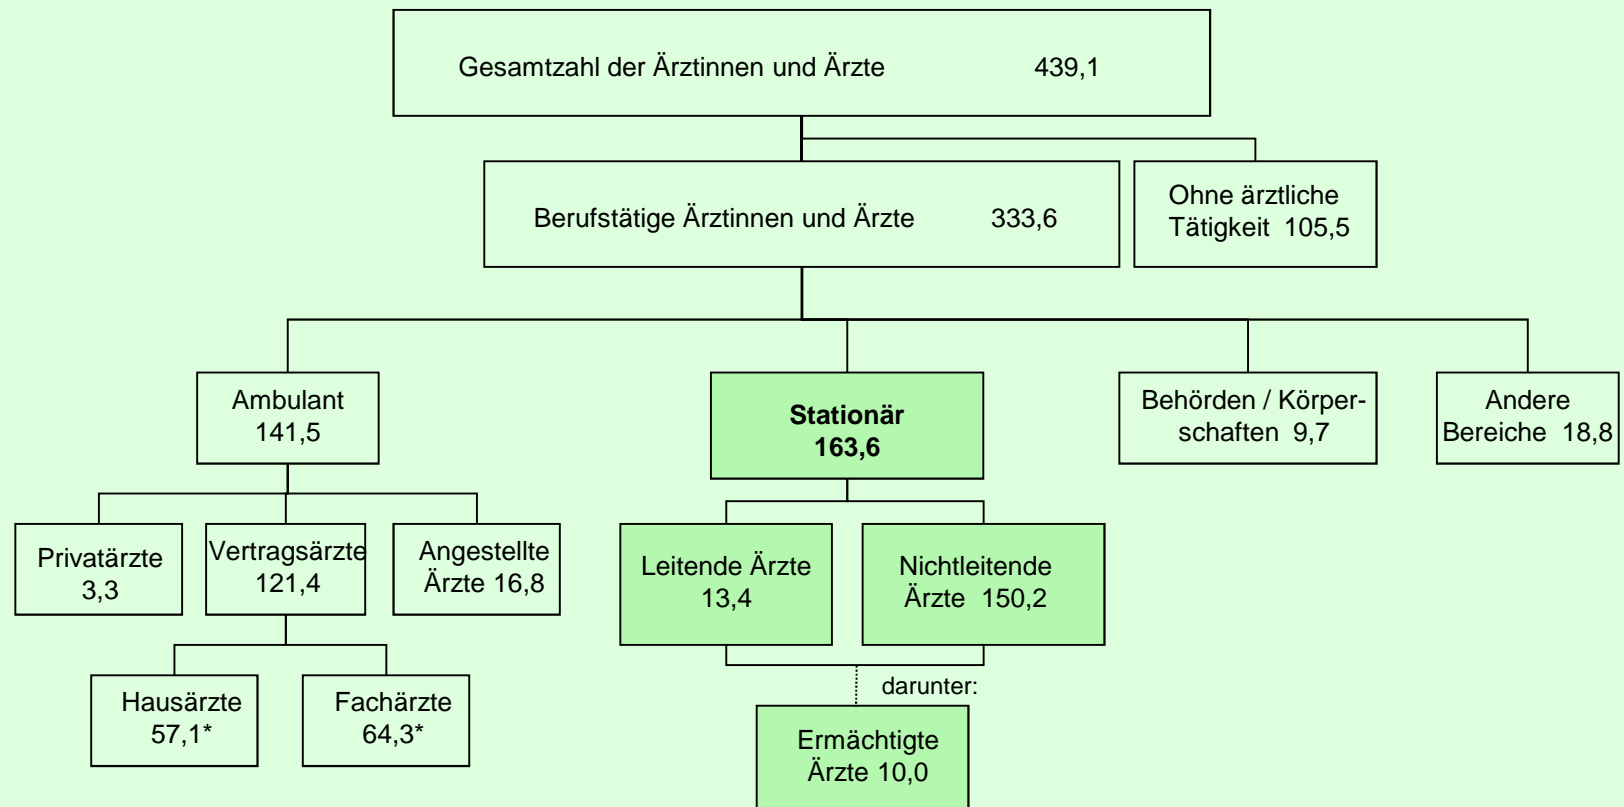 Gesamtzahl der Ärztinnen und Ärzte 439,1
Berufstätige Ärztinnen und Ärzte 333,6
Ohne ärztliche
Tätigkeit 105,5
Ambulant
141,5
Stationär
163,6
Behörden / Körper-
schaften 9,7
Andere
Bereiche 18,8
Privatärzte
3,3
Vertragsärzte
121,4
Angestellte
Ärzte 16,8
Leitende Ärzte
13,4
Nichtleitende
Ärzte 150,2
Hausärzte
57,1*
Fachärzte
64,3*
darunter:
Ermächtigte
Ärzte 10,0